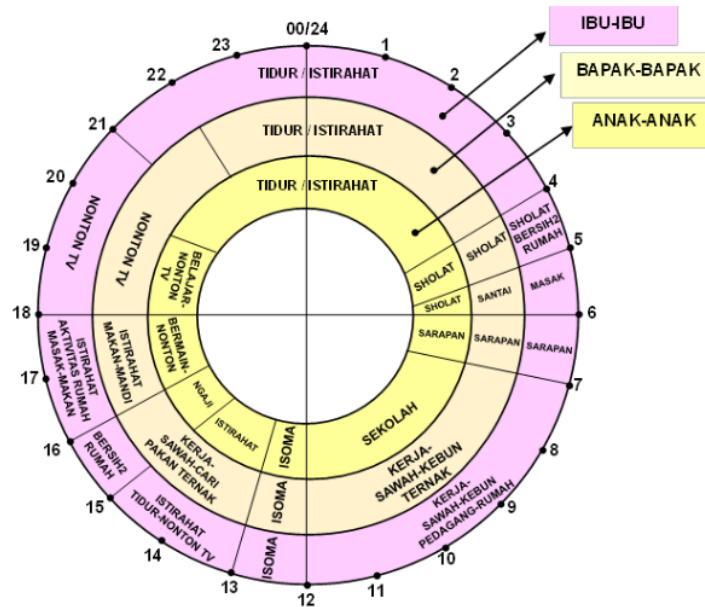 00/24
1
2
3
4
5
6
7
8
9
10
11
12
13
14
15
16
17
18
19
20
21
22
23
IBU-IBU
BAPAK-BAPAK
ANAK-ANAK
TIDUR / ISTIRAHAT
SHOLAT
BERSIH2
RUMAH
MASAK
SARAPAN
KERJA-
SAWAH-KEBUN
PEDAGANG-RUMAH
ISOMA
ISTIRAHAT
TIDUR-NONTON TV
BERSIH2
RUMAH
ISTIRAHAT
AKTIVITAS RUMAH
MASAK-MAKAN
NONTON TV
TIDUR / ISTIRAHAT
SHOLAT
SANTAI
SARAPAN
KERJA-
SAWAH-KEBUN
TERNAK
ISOMA
KERJA-
SAWAH-CARI
PAKAN TERNAK
ISTIRAHAT
MAKAN-MANDI
NONTON TV
TIDUR / ISTIRAHAT
SHOLAT
SHOLAT
SARAPAN
SEKOLAH
ISOMA
ISTIRAHAT
NGAJI
BERMAIN-
NONTON
BELAJAR-
NONTON
TV